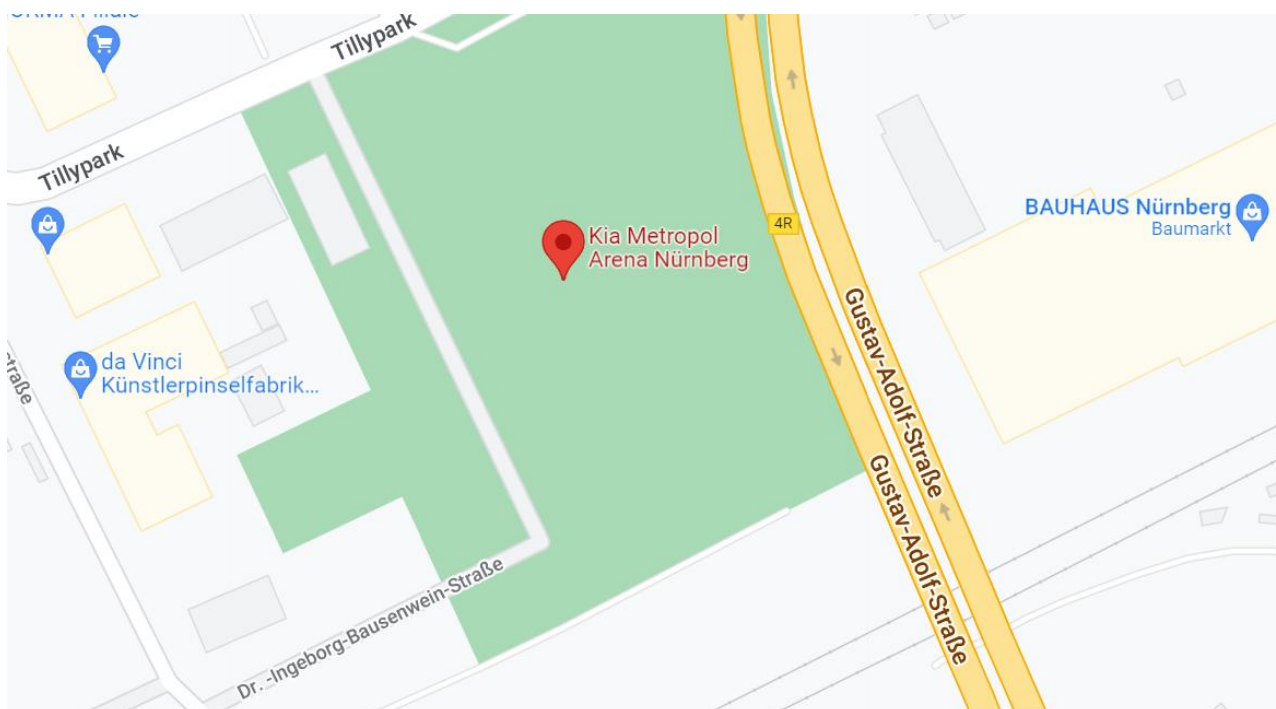 Tillypark
Tillypark
Kia Metropol
Arena Nürnberg
4R
BAUHAUS Nürnberg
Baumarkt
Gustav-Adolf-Straße
da Vinci
Künstlerpinselfabrik...
straße
Gustav-Adolf-Straße
Dr. -Ingeborg-Bausenwein-Straße